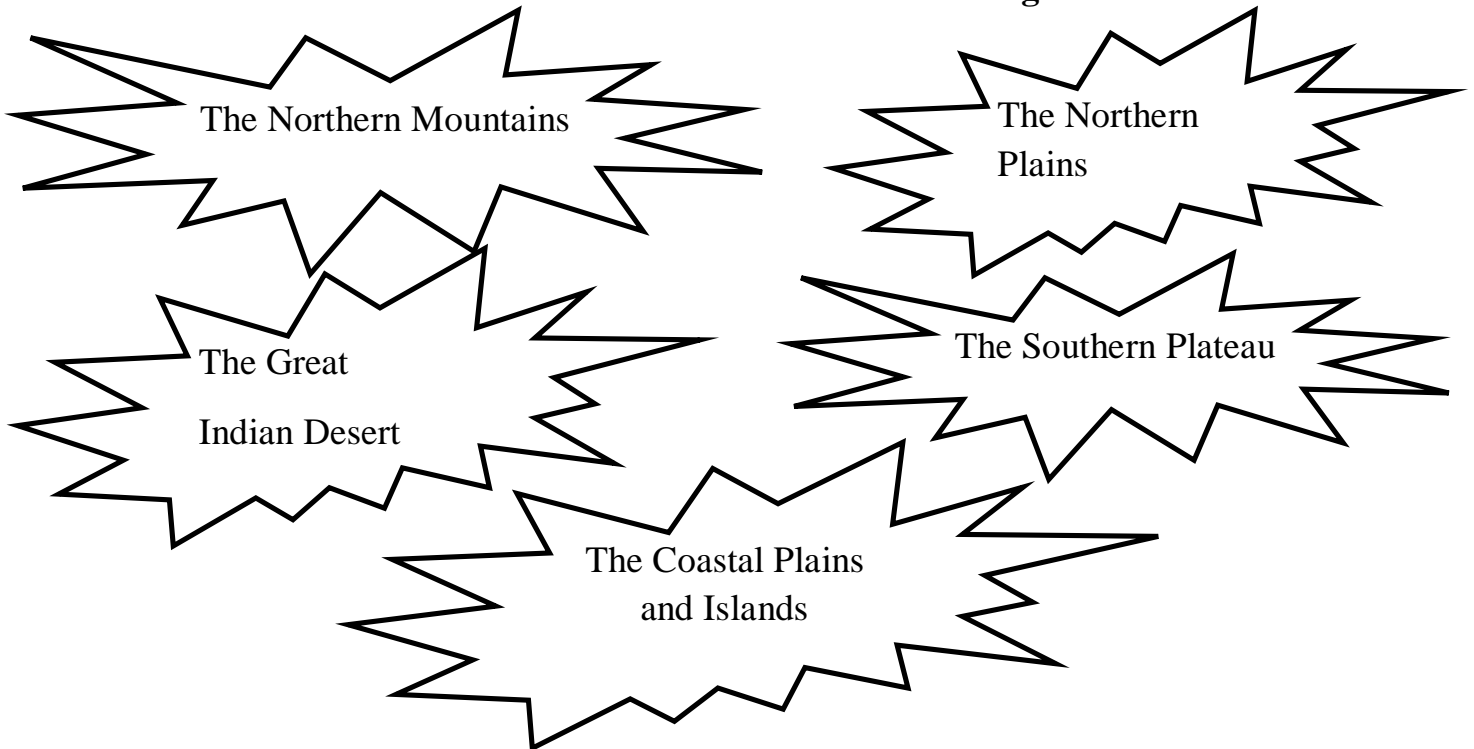 The Northern Mountains
The Northern
Plains
The Great
Indian Desert
The Southern Plateau
The Coastal Plains
and Islands